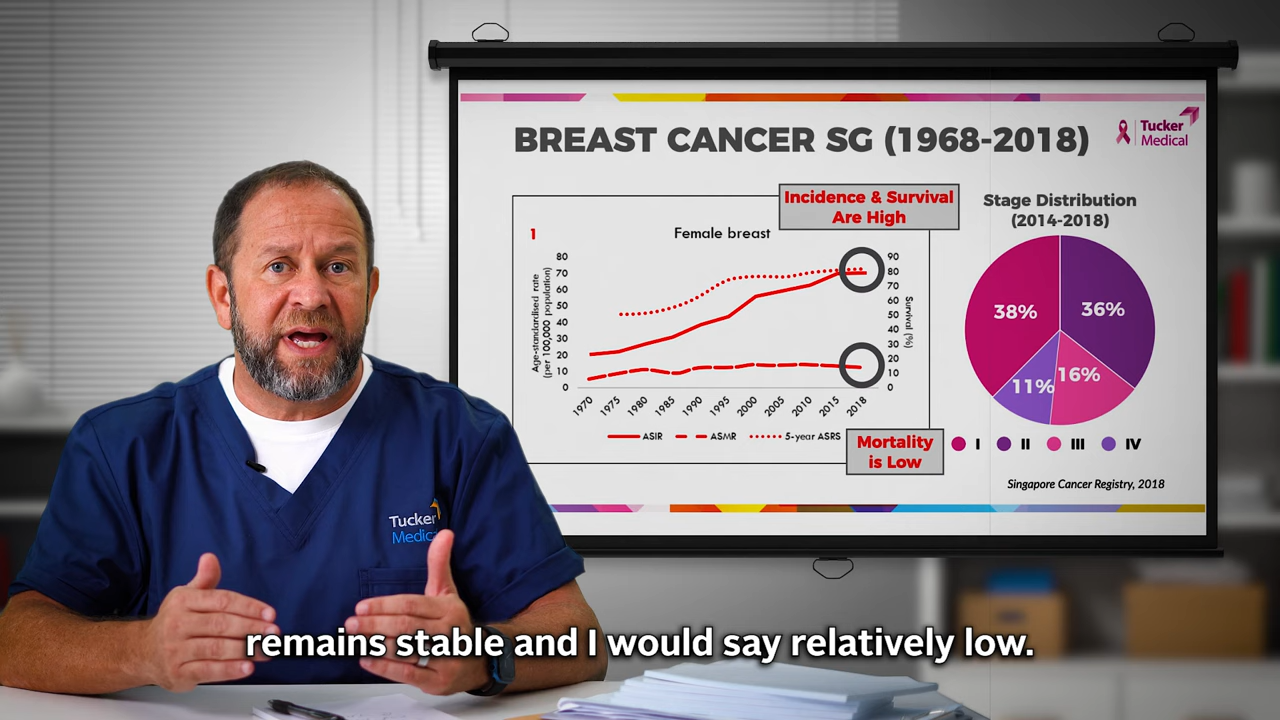 BREAST CANCER SG (1968-2018)
Tucker
Medical
Incidence & Survival
Are High
Stage Distribution
(2014-2018)
1
Female breast
Age-standardised rate
(per 100,000 population)
80
70
60
50
40
30
20
10
0
90
80
70
60
50
40
30
20
10
0
Survival (%)
1970
1975
1980
1985
1990
1995
2000
2005
2010
2015
2018
ASIR
ASMR
5-year ASRS
Mortality
is Low
38%
36%
11%
16%
I
II
III
IV
Singapore Cancer Registry, 2018
Tucker
Medic
remains stable and I would say relatively low.